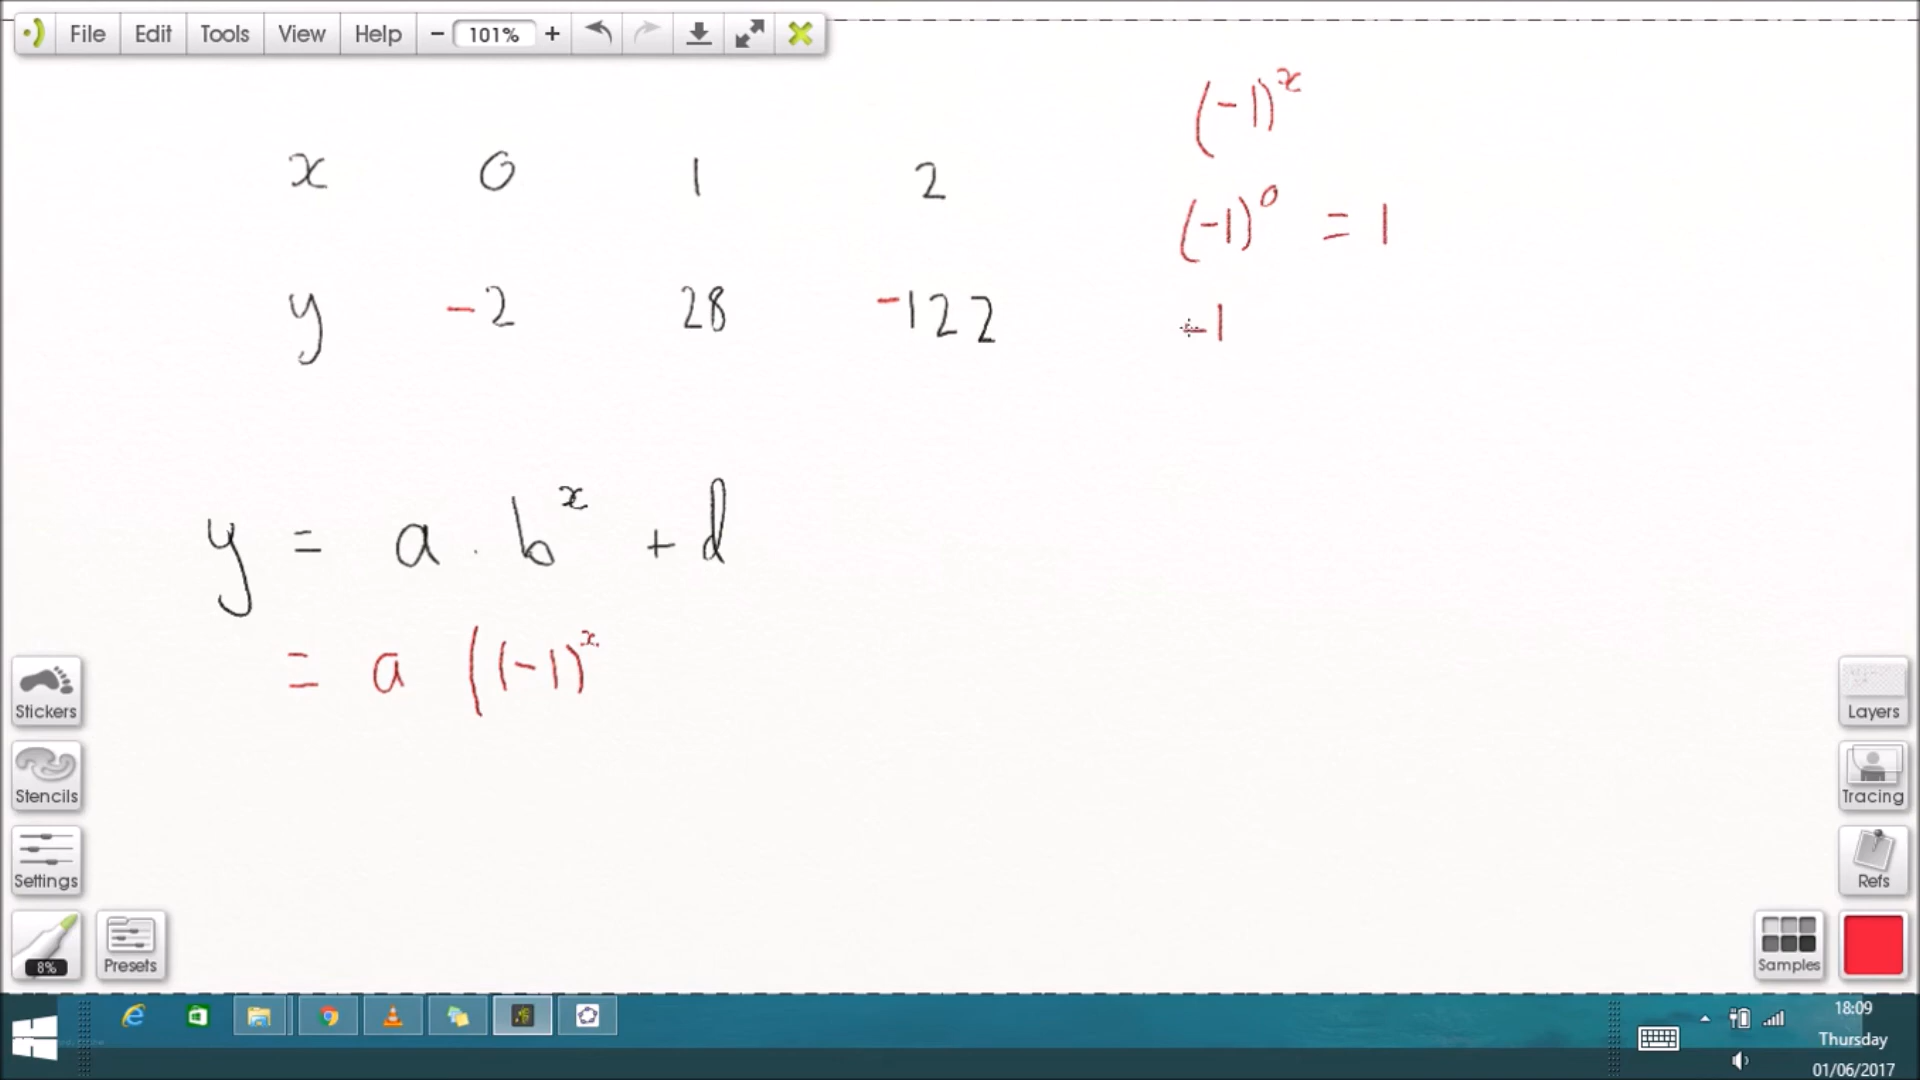 File Edit Tools View Help − 101% +
(-1)^x
x 0 1 2
(-1)^0 = 1
y -2 28 -122
-1
y = a . b^x + d
= a ((-1)^x
Stickers
Layers
Stencils
Tracing
Settings
Refs
8%
Presets
Samples
18:09
Thursday
01/06/2017